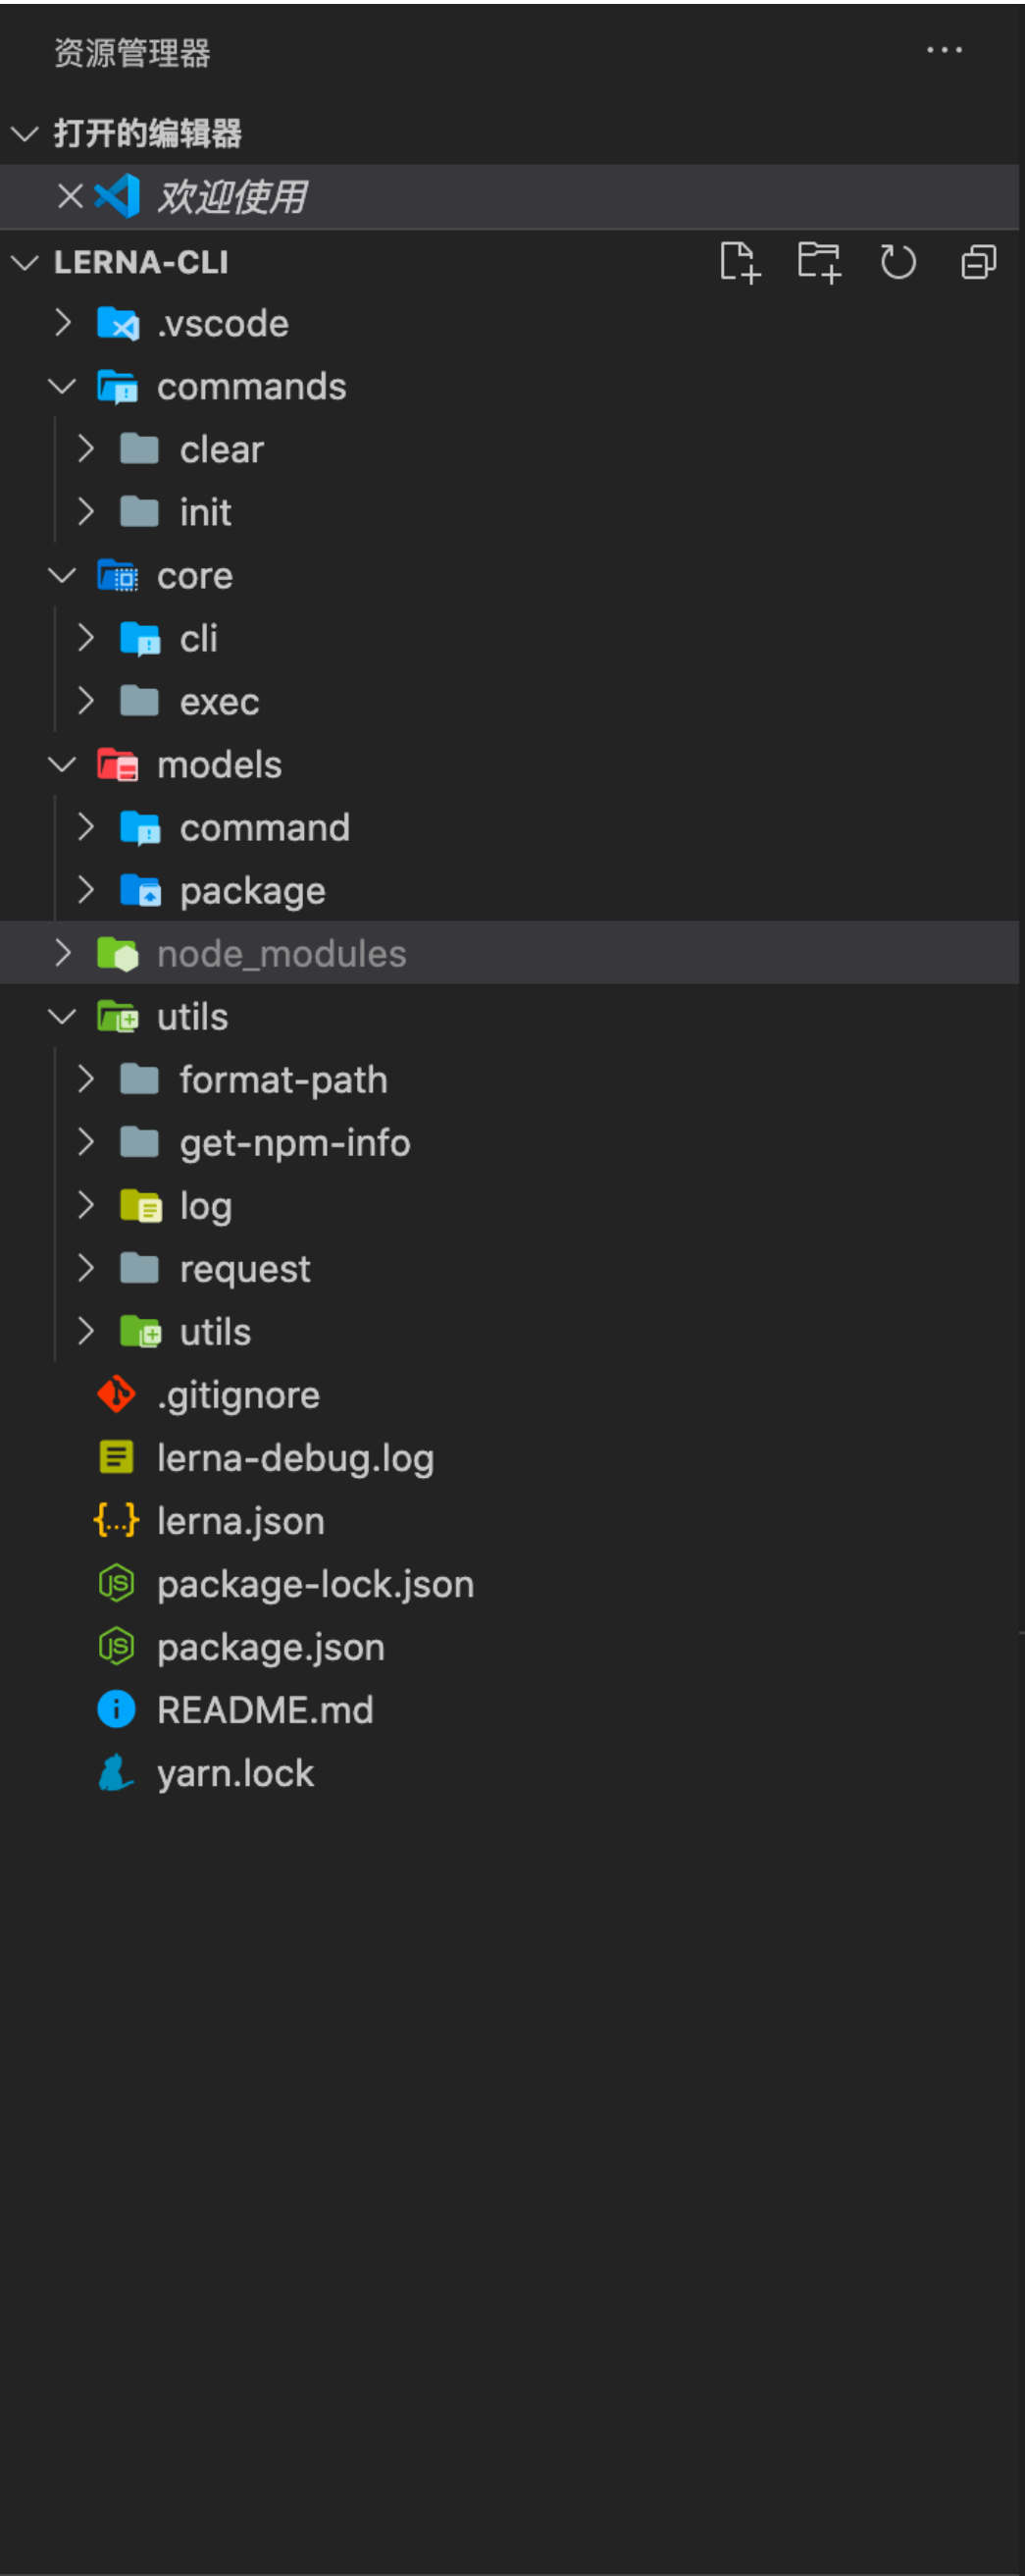 资源管理器
打开的编辑器
欢迎使用
LERNA-CLI
.vscode
commands
clear
init
core
cli
exec
models
command
package
node_modules
utils
format-path
get-npm-info
log
request
utils
.gitignore
lerna-debug.log
lerna.json
package-lock.json
package.json
README.md
yarn.lock